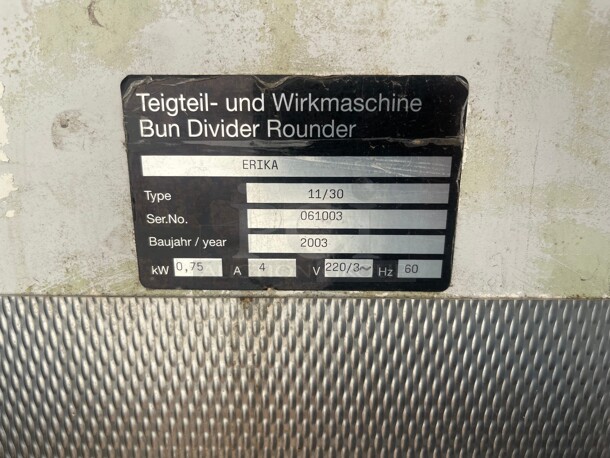 Teigteil- und Wirkmaschine
Bun Divider Rounder
ERIKA
Type 11/30
Ser.No. 061003
Baujahr / year 2003
kW 0,75 A 4 V 220/3~ Hz 60